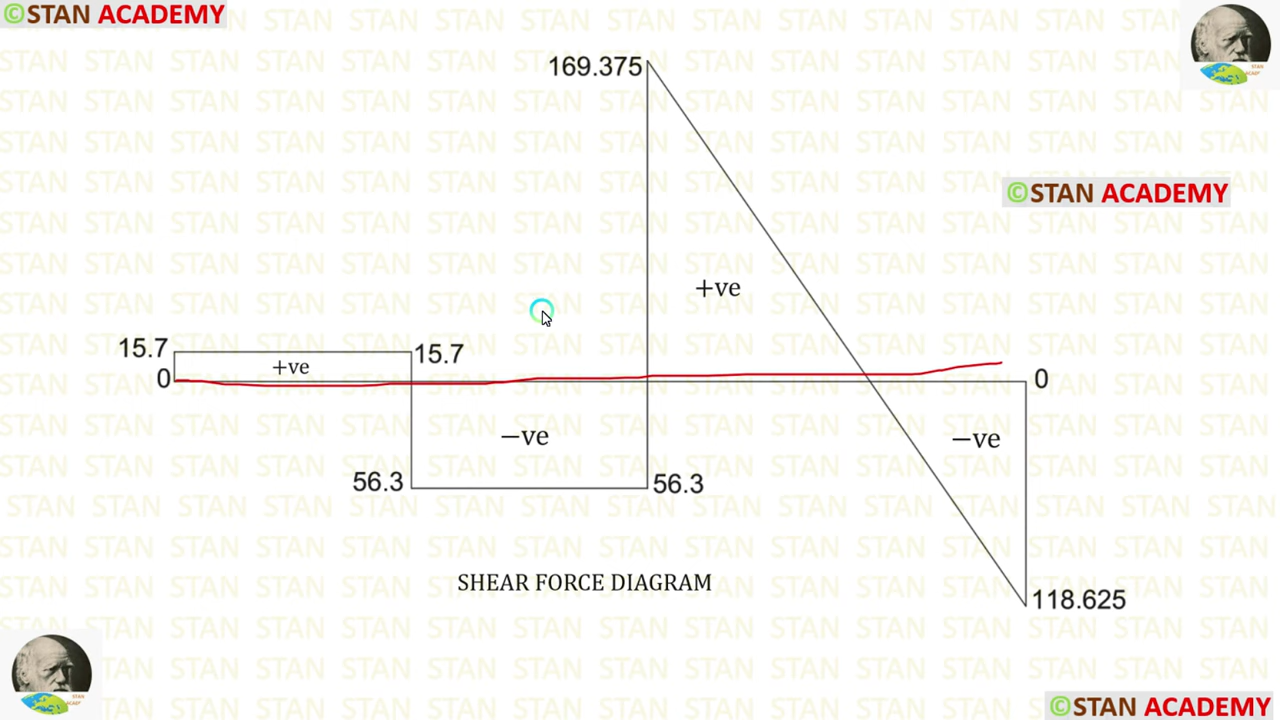 ©STAN ACADEMY
169.375
©STAN ACADEMY
+ve
15.7
15.7
+ve
0
0
−ve
−ve
56.3
56.3
SHEAR FORCE DIAGRAM
118.625
©STAN ACADEMY